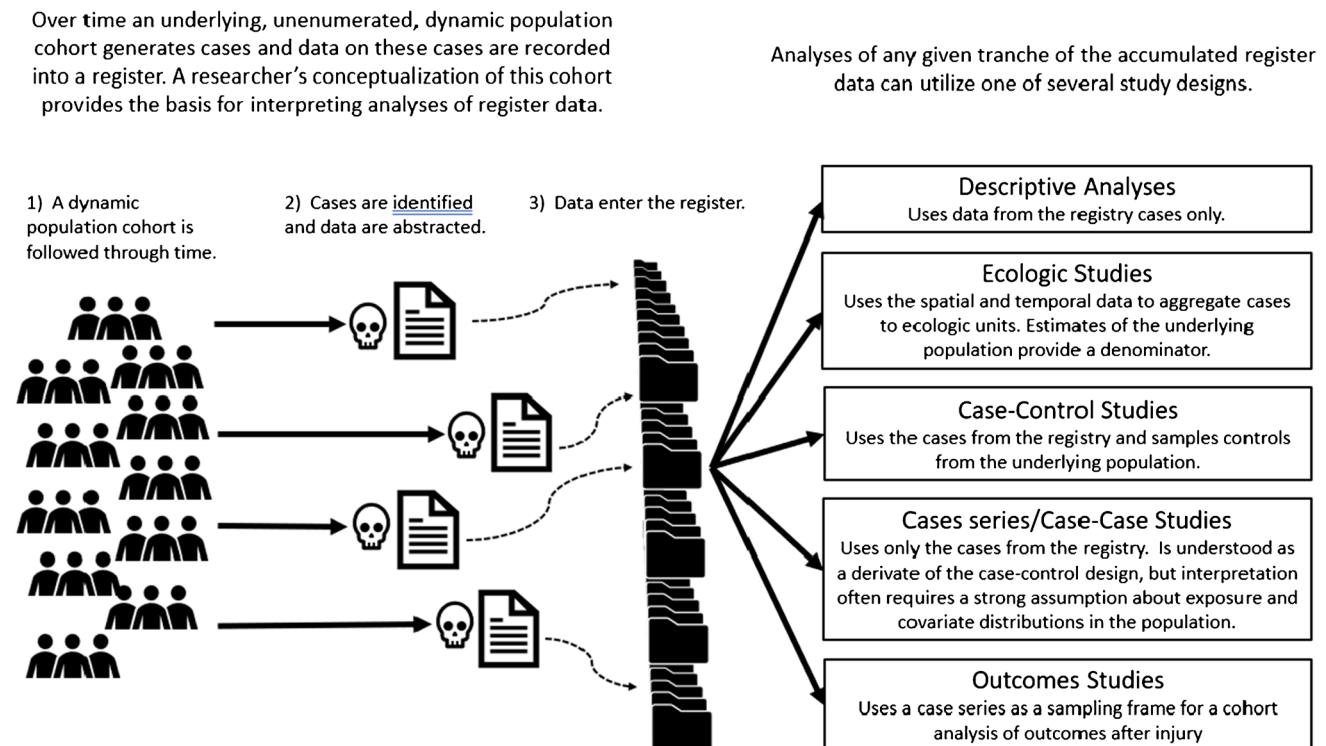 Over time an underlying, unenumerated, dynamic population
cohort generates cases and data on these cases are recorded
into a register. A researcher's conceptualization of this cohort
provides the basis for interpreting analyses of register data.
Analyses of any given tranche of the accumulated register
data can utilize one of several study designs.
1) A dynamic
population cohort is
followed through time.
2) Cases are identified
and data are abstracted.
3) Data enter the register.
Descriptive Analyses
Uses data from the registry cases only.
Ecologic Studies
Uses the spatial and temporal data to aggregate cases
to ecologic units. Estimates of the underlying
population provide a denominator.
Case-Control Studies
Uses the cases from the registry and samples controls
from the underlying population.
Cases series/Case-Case Studies
Uses only the cases from the registry. Is understood as
a derivate of the case-control design, but interpretation
often requires a strong assumption about exposure and
covariate distributions in the population.
Outcomes Studies
Uses a case series as a sampling frame for a cohort
analysis of outcomes after injury